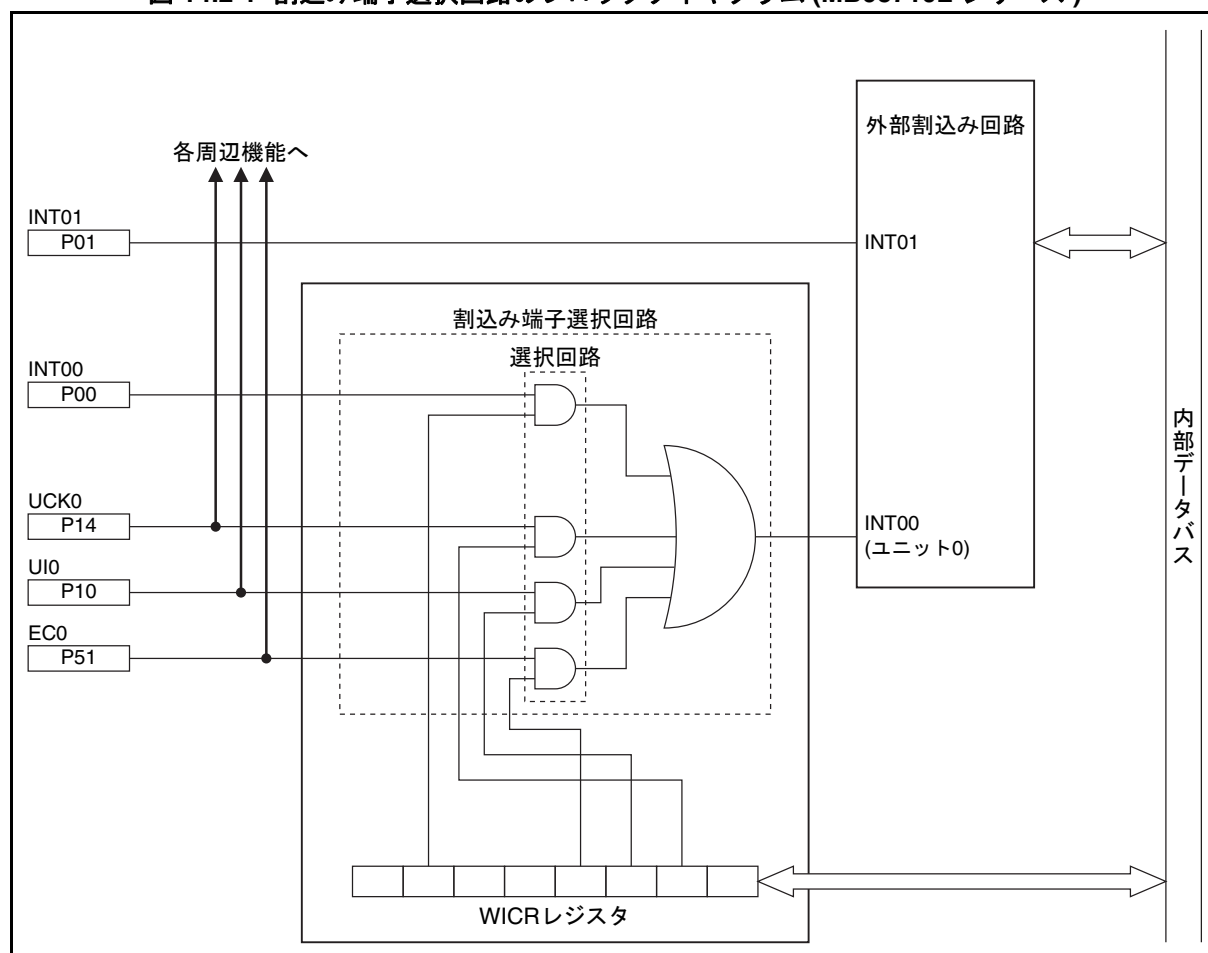 各周辺機能へ
外部割込み回路
INT01
P01
INT01
割込み端子選択回路
選択回路
INT00
P00
UCK0
P14
INT00
(ユニット0)
UI0
P10
EC0
P51
内部データバス
WICRレジスタ